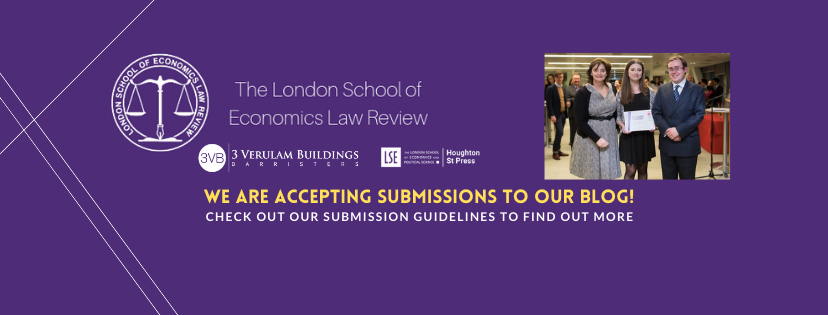 LONDON SCHOOL OF ECONOMICS LAW REVIEW
The London School of
Economics Law Review
3VB
3 VERULAM BUILDINGS
BARRISTERS
LSE
THE LONDON SCHOOL
OF ECONOMICS AND
POLITICAL SCIENCE
Houghton
St Press
WE ARE ACCEPTING SUBMISSIONS TO OUR BLOG!
CHECK OUT OUR SUBMISSION GUIDELINES TO FIND OUT MORE